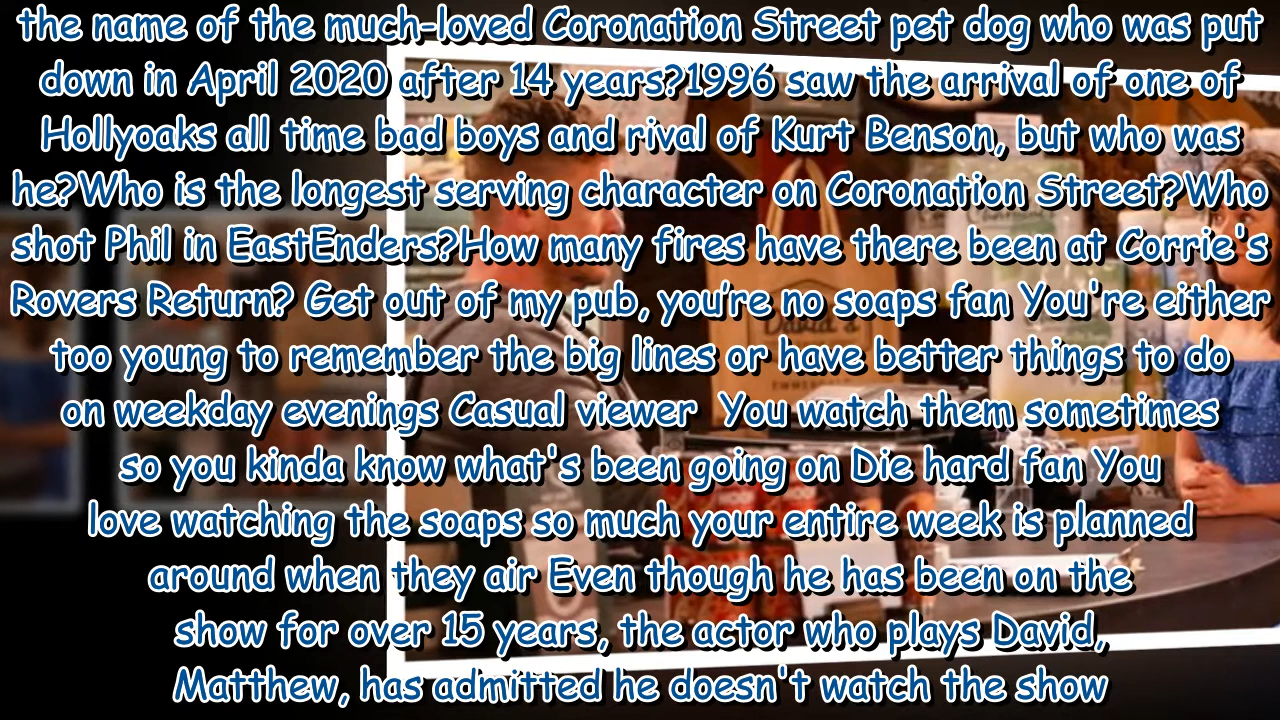 the name of the much-loved Coronation Street pet dog who was put
down in April 2020 after 14 years?1996 saw the arrival of one of
Hollyoaks all time bad boys and rival of Kurt Benson, but who was
he?Who is the longest serving character on Coronation Street?Who
shot Phil in EastEnders?How many fires have there been at Corrie's
Rovers Return? Get out of my pub, you’re no soaps fan You're either
too young to remember the big lines or have better things to do
on weekday evenings Casual viewer  You watch them sometimes
so you kinda know what's been going on Die hard fan You
love watching the soaps so much your entire week is planned
around when they air Even though he has been on the
show for over 15 years, the actor who plays David,
Matthew, has admitted he doesn't watch the show
David's